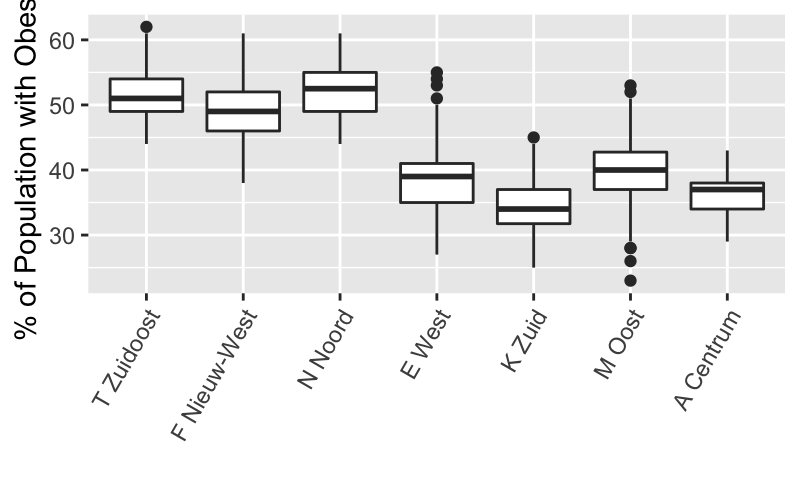 % of Population with Obes
60
50
40
30
T Zuidoost
F Nieuw-West
N Noord
E West
K Zuid
M Oost
A Centrum